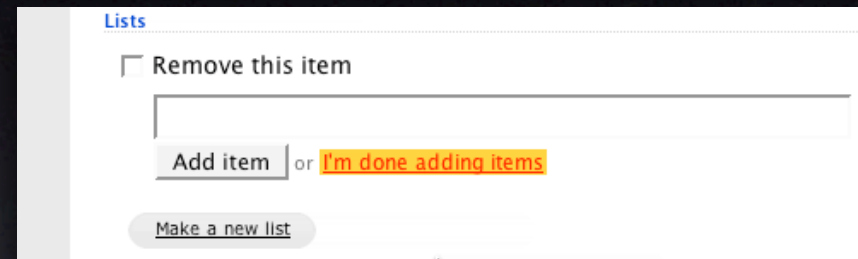 Lists
Remove this item
Add item or I'm done adding items
Make a new list